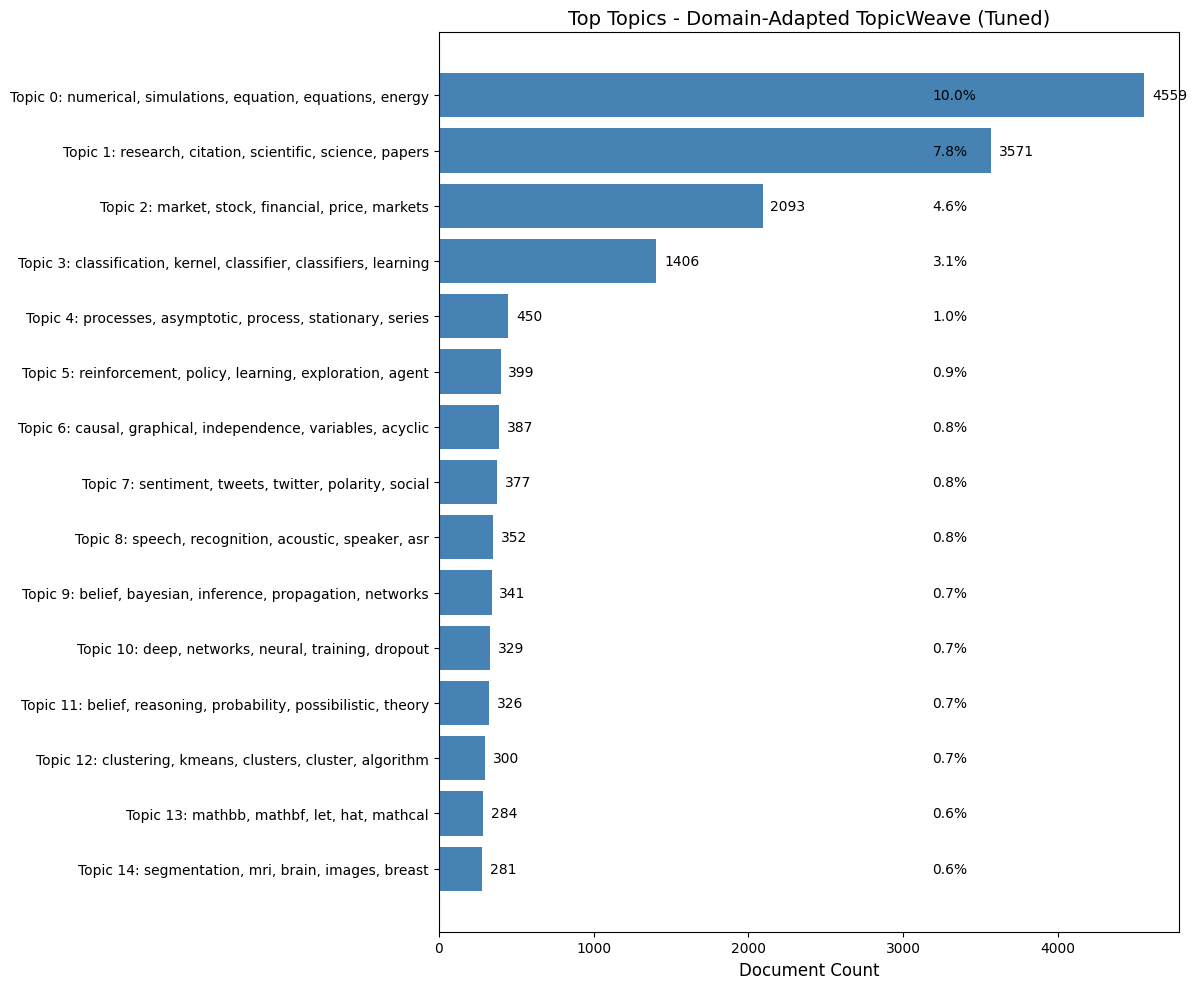 Top Topics - Domain-Adapted TopicWeave (Tuned)
Topic 0: numerical, simulations, equation, equations, energy 10.0% 4559
Topic 1: research, citation, scientific, science, papers 7.8% 3571
Topic 2: market, stock, financial, price, markets 2093 4.6%
Topic 3: classification, kernel, classifier, classifiers, learning 1406 3.1%
Topic 4: processes, asymptotic, process, stationary, series 450 1.0%
Topic 5: reinforcement, policy, learning, exploration, agent 399 0.9%
Topic 6: causal, graphical, independence, variables, acyclic 387 0.8%
Topic 7: sentiment, tweets, twitter, polarity, social 377 0.8%
Topic 8: speech, recognition, acoustic, speaker, asr 352 0.8%
Topic 9: belief, bayesian, inference, propagation, networks 341 0.7%
Topic 10: deep, networks, neural, training, dropout 329 0.7%
Topic 11: belief, reasoning, probability, possibilistic, theory 326 0.7%
Topic 12: clustering, kmeans, clusters, cluster, algorithm 300 0.7%
Topic 13: mathbb, mathbf, let, hat, mathcal 284 0.6%
Topic 14: segmentation, mri, brain, images, breast 281 0.6%
0 1000 2000 3000 4000
Document Count